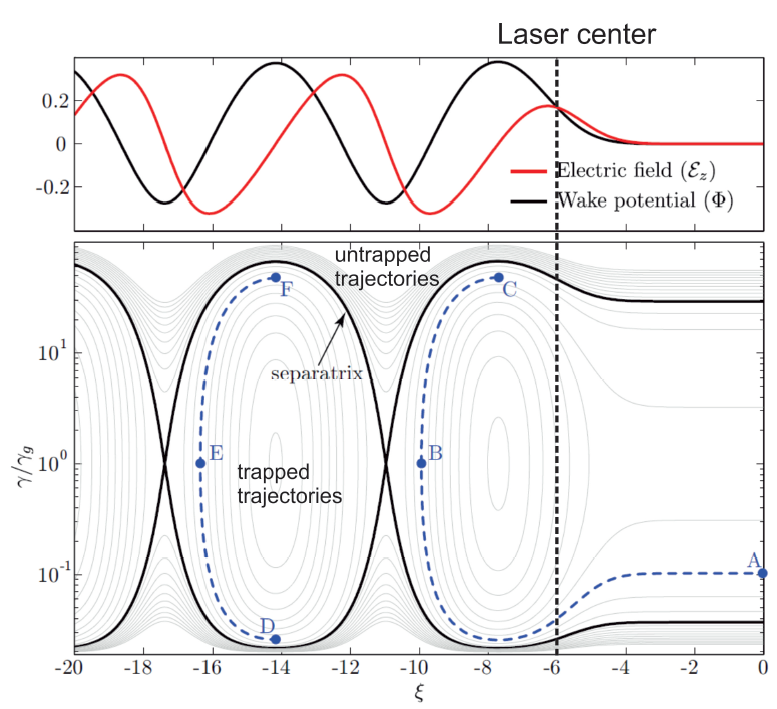 Laser center
0.2
0
-0.2
Electric field (𝓔z)
Wake potential (Φ)
untrapped
trajectories
F
C
separatrix
10¹
E
B
10⁰
trapped
trajectories
γ/γg
A
10⁻¹
D
-20 -18 -16 -14 -12 -10 -8 -6 -4 -2 0
ξ